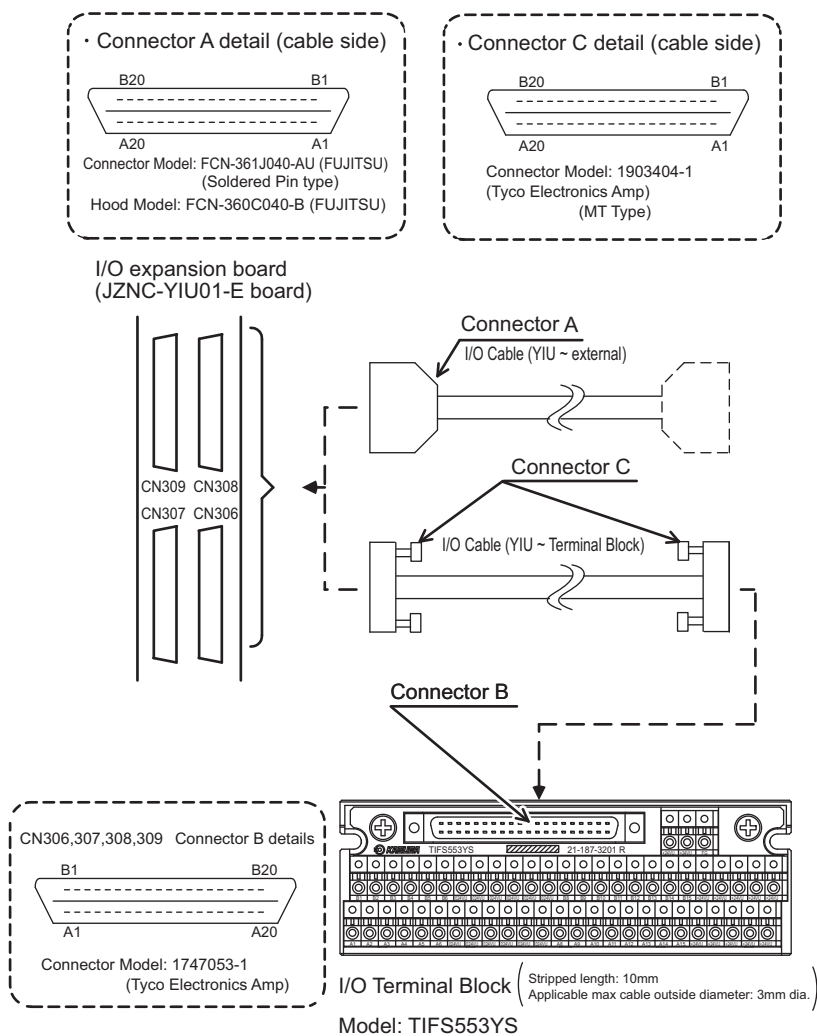 · Connector A detail (cable side)
B20 B1
A20 A1
Connector Model: FCN-361J040-AU (FUJITSU)
(Soldered Pin type)
Hood Model: FCN-360C040-B (FUJITSU)
· Connector C detail (cable side)
B20 B1
A20 A1
Connector Model: 1903404-1
(Tyco Electronics Amp)
(MT Type)
I/O expansion board
(JZNC-YIU01-E board)
Connector A
I/O Cable (YIU ~ external)
CN309 CN308
CN307 CN306
Connector C
I/O Cable (YIU ~ Terminal Block)
Connector B
CN306,307,308,309 Connector B details
B1 B20
A1 A20
Connector Model: 1747053-1
(Tyco Electronics Amp)
TIFS553YS 21-187-3201 R
I/O Terminal Block
Stripped length: 10mm
Applicable max cable outside diameter: 3mm dia.
Model: TIFS553YS